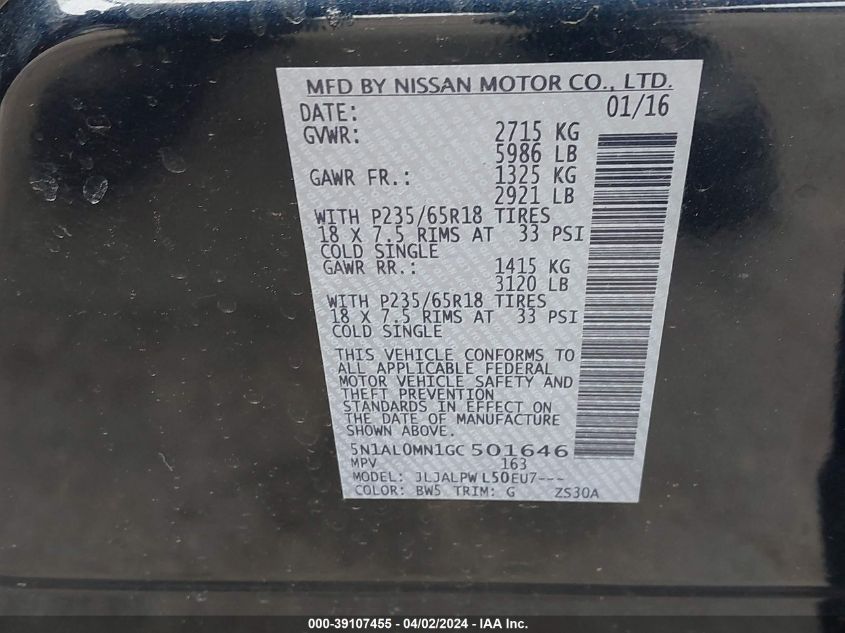 MFD BY NISSAN MOTOR CO., LTD.
DATE: 01/16
GVWR: 2715 KG
5986 LB
GAWR FR.: 1325 KG
2921 LB
WITH P235/65R18 TIRES
18 X 7.5 RIMS AT 33 PSI
COLD SINGLE
GAWR RR.: 1415 KG
3120 LB
WITH P235/65R18 TIRES
18 X 7.5 RIMS AT 33 PSI
COLD SINGLE
THIS VEHICLE CONFORMS TO
ALL APPLICABLE FEDERAL
MOTOR VEHICLE SAFETY AND
THEFT PREVENTION
STANDARDS IN EFFECT ON
THE DATE OF MANUFACTURE
SHOWN ABOVE.
5N1AL0MN1GC501646
MPV 163
MODEL: JLJALPWL50EU7---
COLOR: BW5 TRIM: G ZS30A
000-39107455 - 04/02/2024 - IAA Inc.